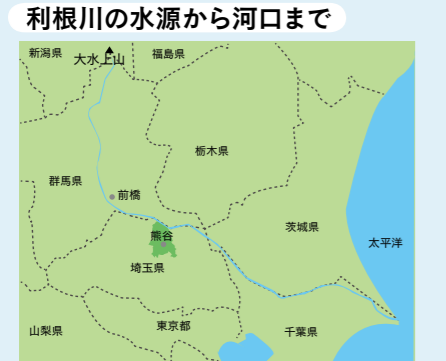 利根川の水源から河口まで
新潟県
大水上山
福島県
栃木県
群馬県
前橋
熊谷
茨城県
太平洋
埼玉県
山梨県
東京都
千葉県